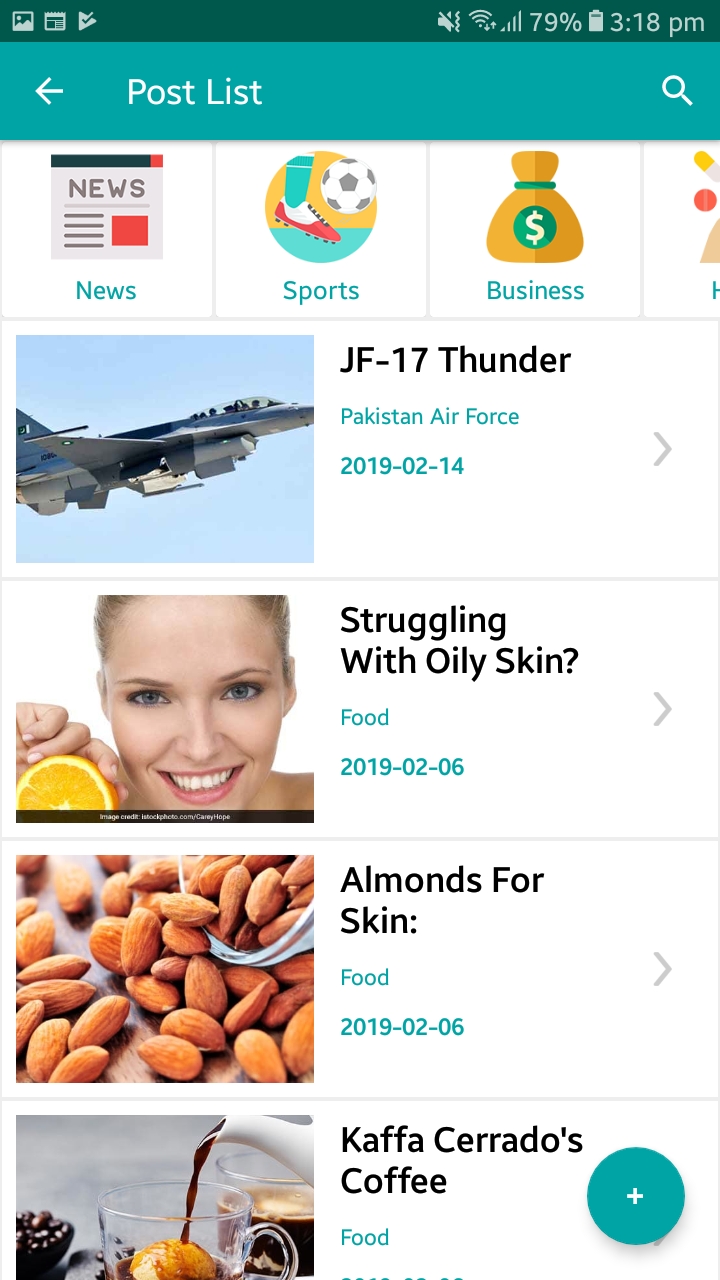 79% 3:18 pm
Post List
NEWS
$
News
Sports
Business
H
JF-17 Thunder
Pakistan Air Force
2019-02-14
Struggling
With Oily Skin?
Food
2019-02-06
Image credit: istockphoto.com/CareyHope
Almonds For
Skin:
Food
2019-02-06
Kaffa Cerrado's
Coffee
+
Food